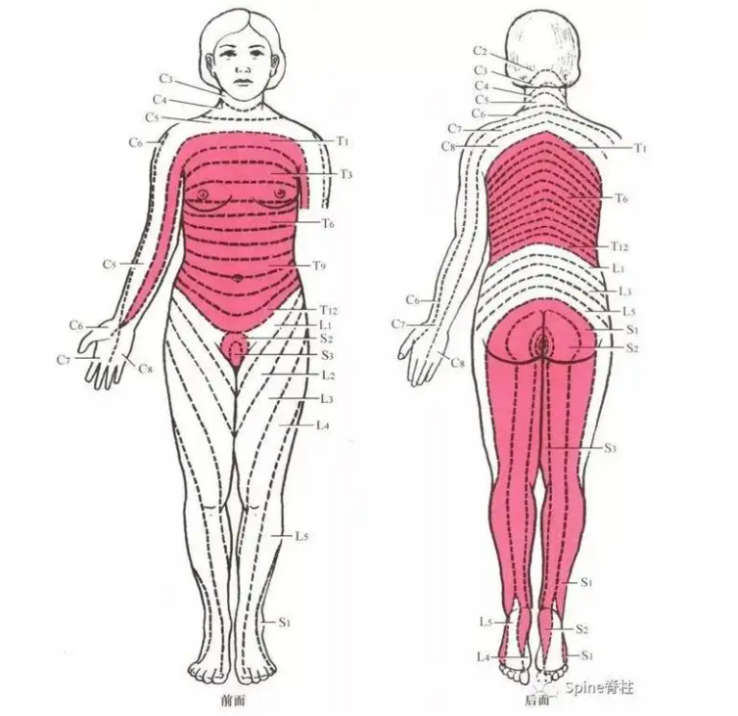 C3
C4
C5
C6
T1
T3
T6
C5
T9
T12
L1
C6
S2
C7
S3
C8
L2
L3
L4
L5
S1
前面
C2
C3
C4
C5
C6
C7
C8
T1
T6
T12
L1
L3
C6
L5
C7
S1
S2
C8
S3
S1
L5
S2
L4
S1
后面
Spine脊柱